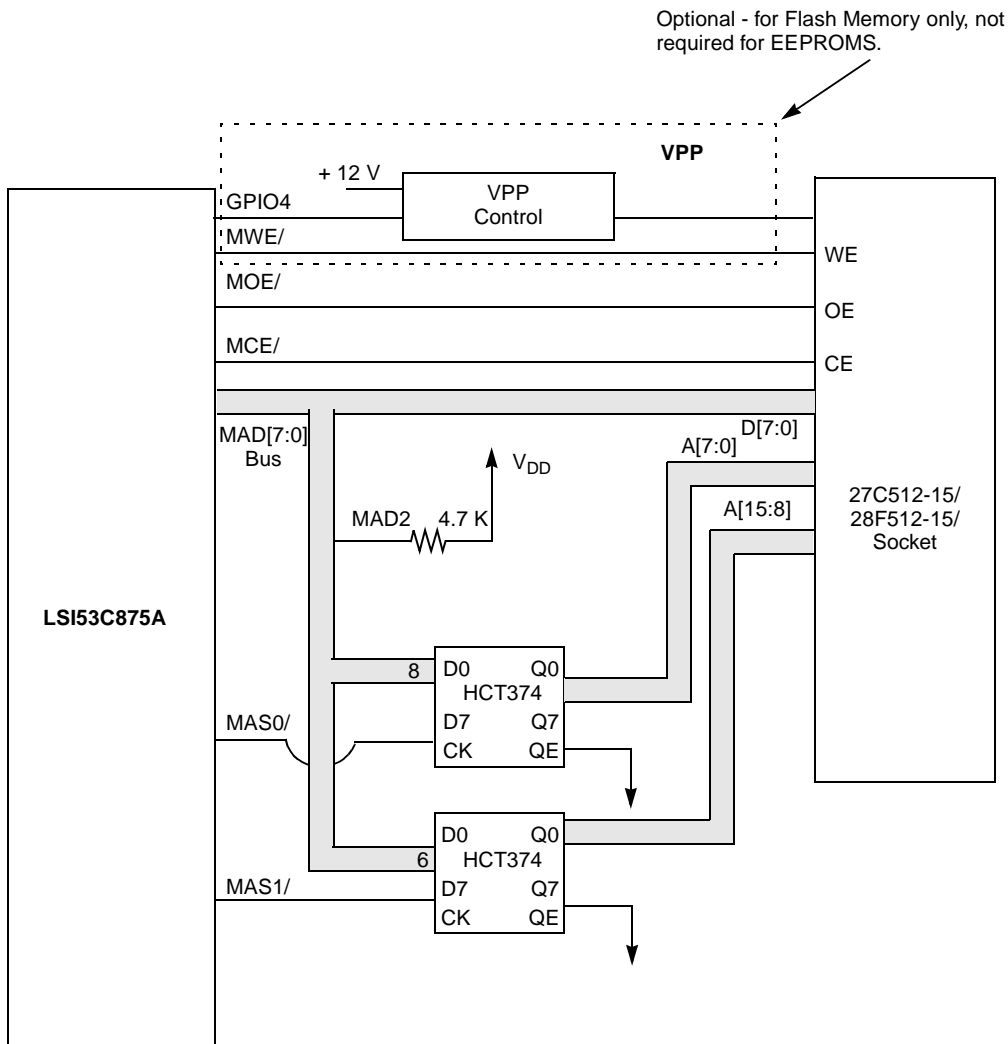 Optional - for Flash Memory only, not
required for EEPROMS.
VPP
+ 12 V
VPP
Control
GPIO4
MWE/
WE
MOE/
OE
MCE/
CE
MAD[7:0]
Bus
D[7:0]
A[7:0]
VDD
MAD2 4.7 K
A[15:8]
27C512-15/
28F512-15/
Socket
LSI53C875A
8
D0 Q0
HCT374
D7 Q7
MAS0/
CK QE
D0 Q0
6
HCT374
MAS1/
D7 Q7
CK QE